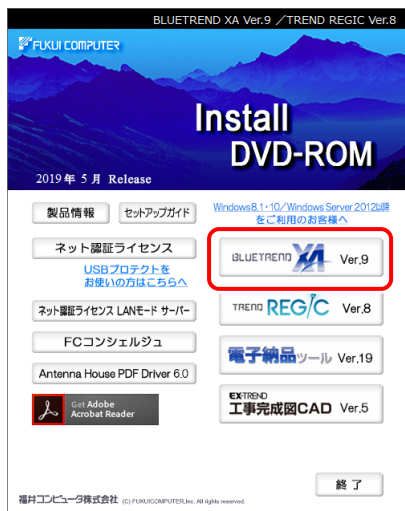 BLUETREND XA Ver.9 ／TREND REGIC Ver.8
FUKUI COMPUTER
Install
DVD-ROM
2019年 5月 Release
製品情報
セットアップガイド
Windows8.1・10／Windows Server 2012以降
をご利用のお客様へ
ネット認証ライセンス
USBプロテクトを
お使いの方はこちらへ
BLUETREND XA Ver.9
ネット認証ライセンス LANモード サーバー
TREND REGIC Ver.8
FCコンシェルジュ
電子納品ツール Ver.19
Antenna House PDF Driver 6.0
Get Adobe
Acrobat Reader
EX-TREND
工事完成図CAD Ver.5
終了
福井コンピュータ株式会社 (C) FUKUICOMPUTER,Inc. All rights reserved.